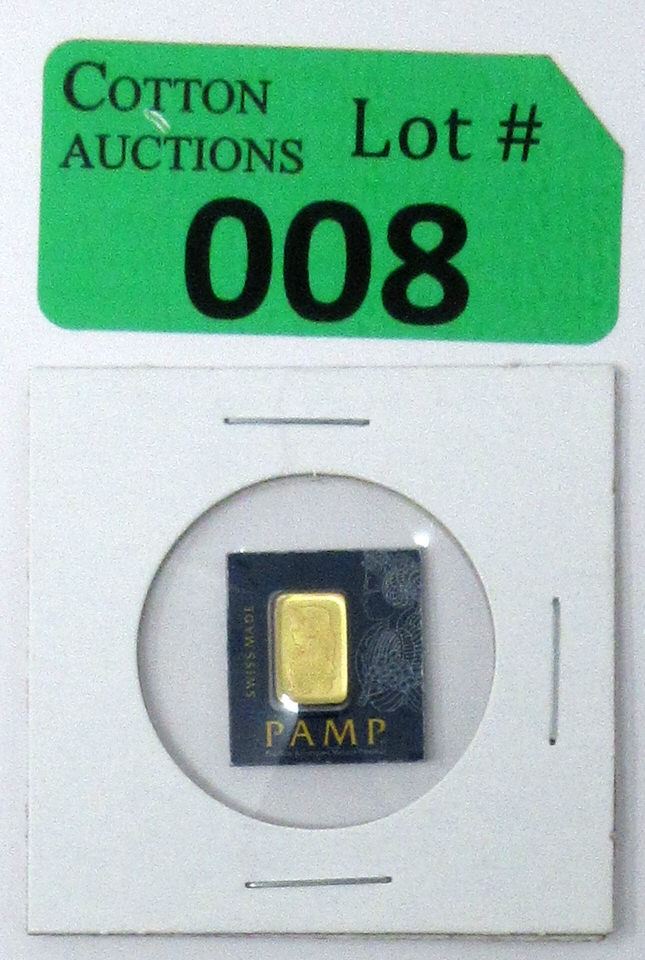 COTTON
AUCTIONS
Lot #
008
SWISS MADE
PAMP